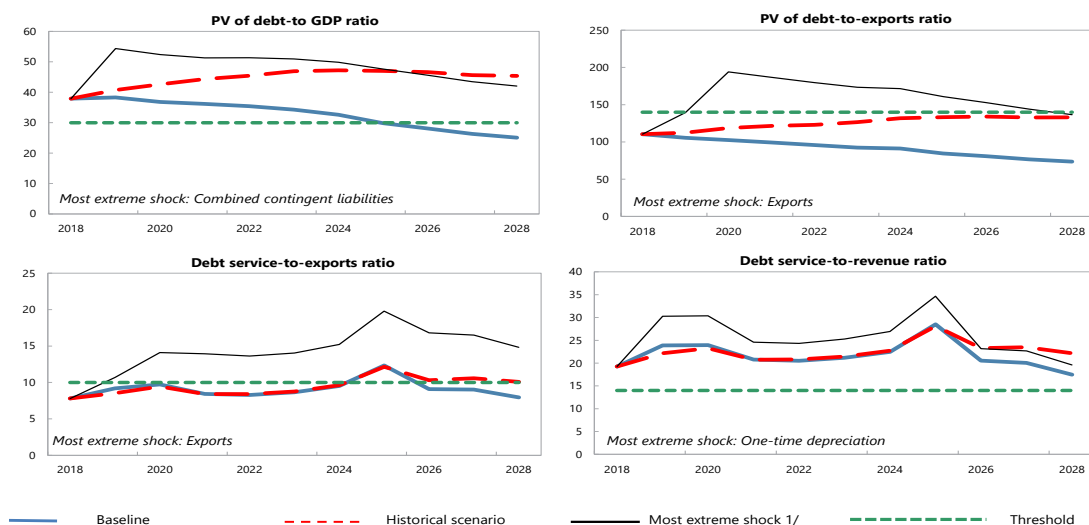 PV of debt-to GDP ratio
60
50
40
30
20
10
0
Most extreme shock: Combined contingent liabilities
2018 2020 2022 2024 2026 2028
PV of debt-to-exports ratio
250
200
150
100
50
0
Most extreme shock: Exports
2018 2020 2022 2024 2026 2028
Debt service-to-exports ratio
25
20
15
10
5
0
Most extreme shock: Exports
2018 2020 2022 2024 2026 2028
Debt service-to-revenue ratio
40
35
30
25
20
15
10
5
0
Most extreme shock: One-time depreciation
2018 2020 2022 2024 2026 2028
Baseline Historical scenario Most extreme shock 1/ Threshold